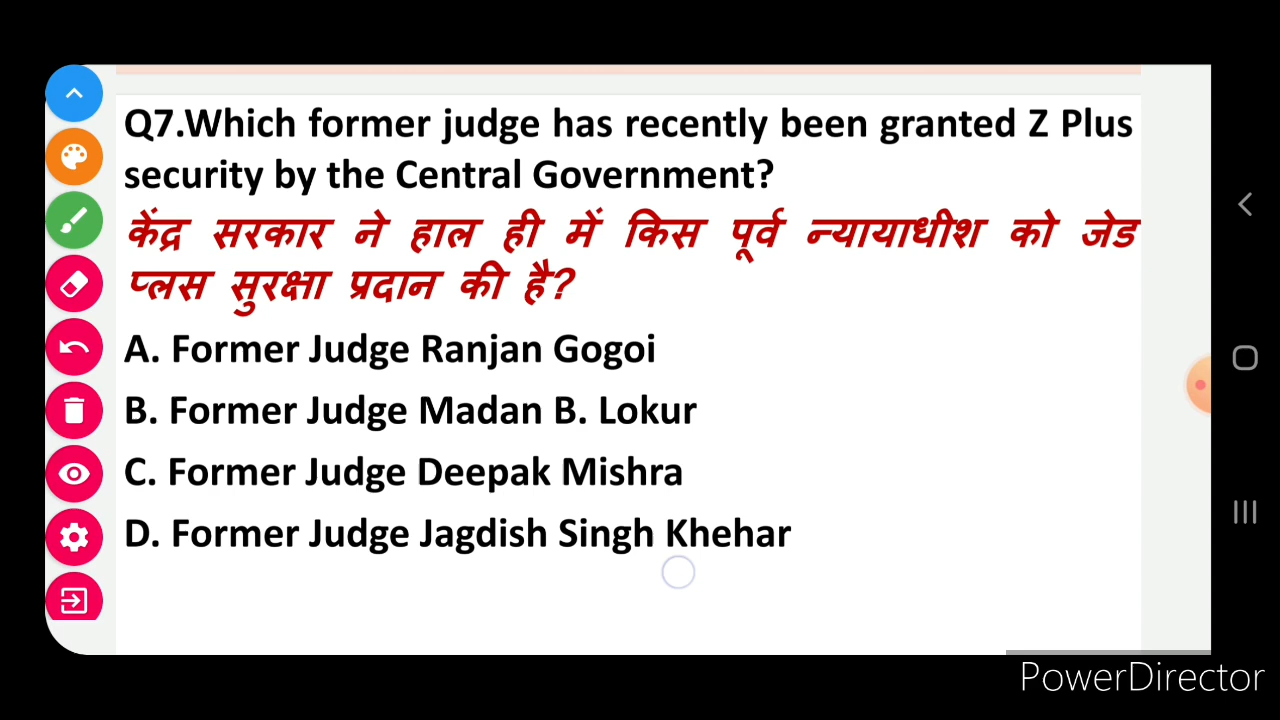 Q7.Which former judge has recently been granted Z Plus
security by the Central Government?
केंद्र सरकार ने हाल ही में किस पूर्व न्यायाधीश को जेड
प्लस सुरक्षा प्रदान की है?
A. Former Judge Ranjan Gogoi
B. Former Judge Madan B. Lokur
C. Former Judge Deepak Mishra
D. Former Judge Jagdish Singh Khehar
PowerDirector